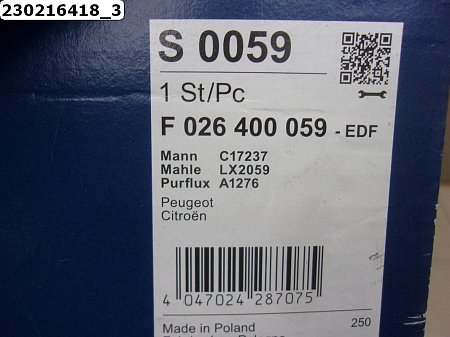 230216418_3
S 0059
1 St/Pc
F 026 400 059 - EDF
Mann C17237
Mahle LX2059
Purflux A1276
Peugeot
Citroën
4 047024 287075
Made in Poland 250